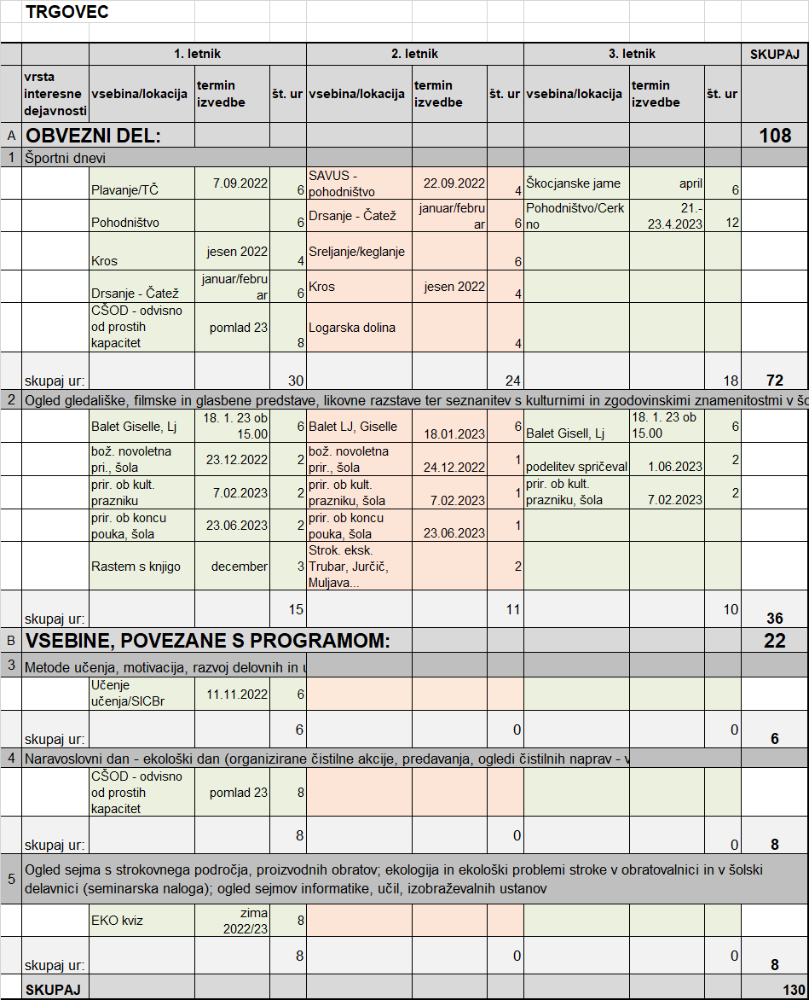 TRGOVEC
1. letnik 2. letnik 3. letnik SKUPAJ
vrsta interesne dejavnosti vsebina/lokacija termin izvedbe št. ur vsebina/lokacija termin izvedbe št. ur vsebina/lokacija termin izvedbe št. ur
A OBVEZNI DEL: 108
1 Športni dnevi
Plavanje/TČ 7.09.2022 6 SAVUS - pohodništvo 22.09.2022 4 Škocjanske jame april 6
Pohodništvo 6 Drsanje - Čatež januar/februar 6 Pohodništvo/Cerkno 21.-23.4.2023 12
Kros jesen 2022 4 Sreljanje/keglanje 6
Drsanje - Čatež januar/februar 6 Kros jesen 2022 4
CŠOD - odvisno od prostih kapacitet pomlad 23 8 Logarska dolina 4
skupaj ur: 30 24 18 72
2 Ogled gledališke, filmske in glasbene predstave, likovne razstave ter seznanitev s kulturnimi in zgodovinskimi znamenitostmi v šo
Balet Giselle, Lj 18. 1. 23 ob 15.00 6 Balet LJ, Giselle 18.01.2023 6 Balet Gisell, Lj 18. 1. 23 ob 15.00 6
bož. novoletna pri., šola 23.12.2022 2 bož. novoletna prir., šola 24.12.2022 1 podelitev spričeval 1.06.2023 2
prir. ob kult. prazniku 7.02.2023 2 prir. ob kult. prazniku, šola 7.02.2023 1 prir. ob kult. prazniku, šola 7.02.2023 2
prir. ob koncu pouka, šola 23.06.2023 2 prir. ob koncu pouka, šola 23.06.2023 1
Rastem s knjigo december 3 Strok. eksk. Trubar, Jurčič, Muljava... 2
skupaj ur: 15 11 10 36
B VSEBINE, POVEZANE S PROGRAMOM: 22
3 Metode učenja, motivacija, razvoj delovnih in u
Učenje učenja/SICBr 11.11.2022 6
skupaj ur: 6 0 0 6
4 Naravoslovni dan - ekološki dan (organizirane čistilne akcije, predavanja, ogledi čistilnih naprav - v
CŠOD - odvisno od prostih kapacitet pomlad 23 8
skupaj ur: 8 0 0 8
5 Ogled sejma s strokovnega področja, proizvodnih obratov; ekologija in ekološki problemi stroke v obratovalnici in v šolski
delavnici (seminarska naloga); ogled sejmov informatike, učil, izobraževalnih ustanov
EKO kviz zima 2022/23 8
skupaj ur: 8 0 0 8
SKUPAJ 130